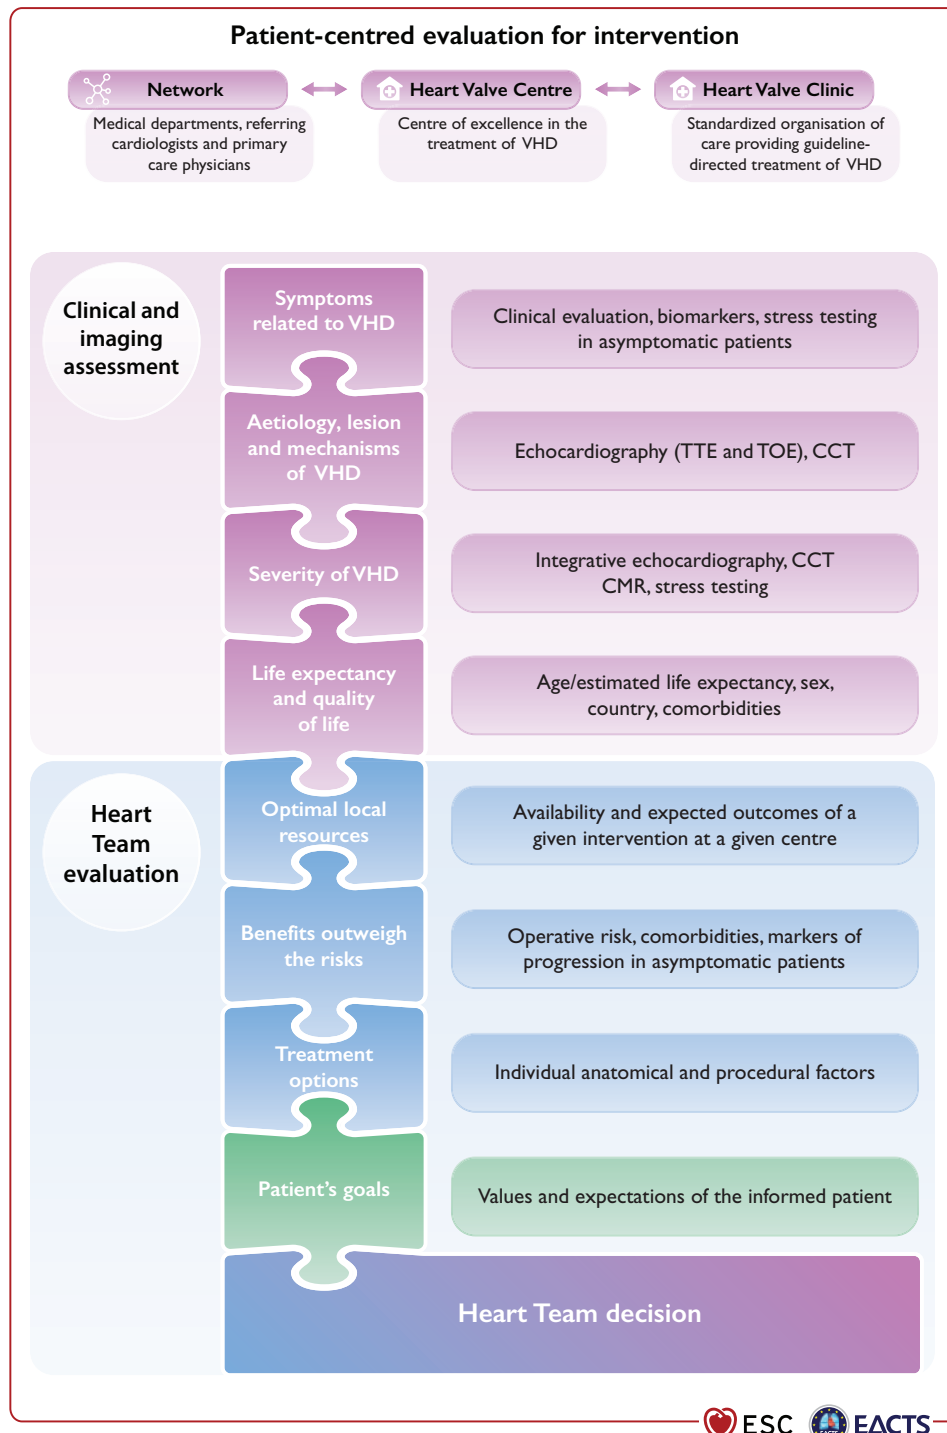 Patient-centred evaluation for intervention
Network
Heart Valve Centre
Heart Valve Clinic
Medical departments, referring
cardiologists and primary
care physicians
Centre of excellence in the
treatment of VHD
Standardized organisation of
care providing guideline-
directed treatment of VHD
Clinical and
imaging
assessment
Symptoms
related to VHD
Clinical evaluation, biomarkers, stress testing
in asymptomatic patients
Aetiology, lesion
and mechanisms
of VHD
Echocardiography (TTE and TOE), CCT
Severity of VHD
Integrative echocardiography, CCT
CMR, stress testing
Life expectancy
and quality
of life
Age/estimated life expectancy, sex,
country, comorbidities
Heart
Team
evaluation
Optimal local
resources
Availability and expected outcomes of a
given intervention at a given centre
Benefits outweigh
the risks
Operative risk, comorbidities, markers of
progression in asymptomatic patients
Treatment
options
Individual anatomical and procedural factors
Patient's goals
Values and expectations of the informed patient
Heart Team decision
ESC
EACTS